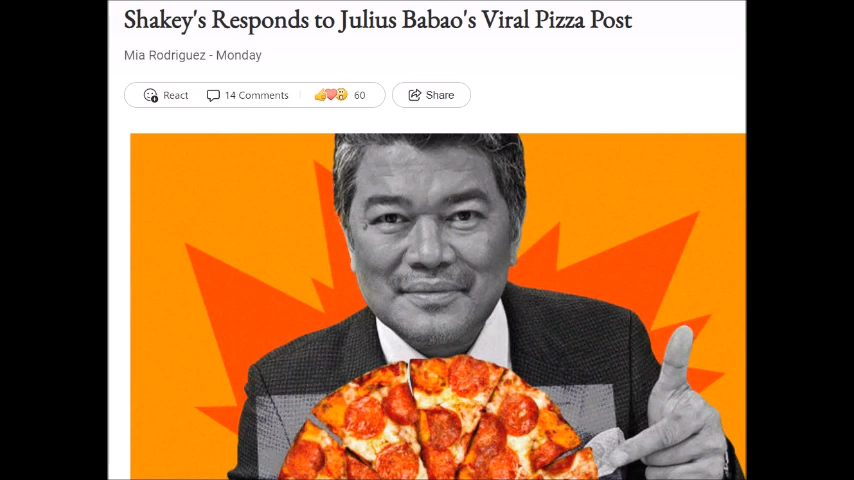 Shakey's Responds to Julius Babao's Viral Pizza Post
Mia Rodriguez - Monday
React 14 Comments 60 Share